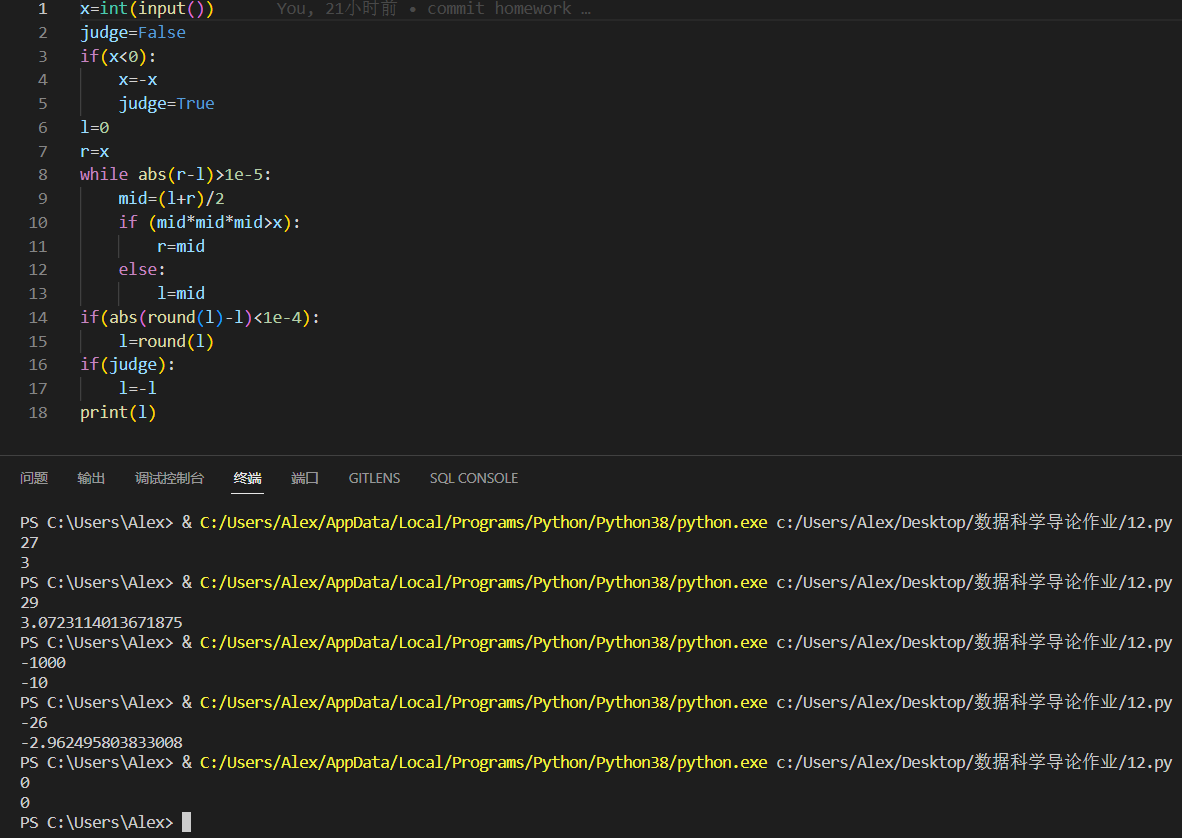 1 x=int(input()) You, 21小时前 • commit homework …
2 judge=False
3 if(x<0):
4 x=-x
5 judge=True
6 l=0
7 r=x
8 while abs(r-l)>1e-5:
9 mid=(l+r)/2
10 if (mid*mid*mid>x):
11 r=mid
12 else:
13 l=mid
14 if(abs(round(l)-l)<1e-4):
15 l=round(l)
16 if(judge):
17 l=-l
18 print(l)
问题 输出 调试控制台 终端 端口 GITLENS SQL CONSOLE
PS C:\Users\Alex> & C:/Users/Alex/AppData/Local/Programs/Python/Python38/python.exe c:/Users/Alex/Desktop/数据科学导论作业/12.py
27
3
PS C:\Users\Alex> & C:/Users/Alex/AppData/Local/Programs/Python/Python38/python.exe c:/Users/Alex/Desktop/数据科学导论作业/12.py
29
3.0723114013671875
PS C:\Users\Alex> & C:/Users/Alex/AppData/Local/Programs/Python/Python38/python.exe c:/Users/Alex/Desktop/数据科学导论作业/12.py
-1000
-10
PS C:\Users\Alex> & C:/Users/Alex/AppData/Local/Programs/Python/Python38/python.exe c:/Users/Alex/Desktop/数据科学导论作业/12.py
-26
-2.962495803833008
PS C:\Users\Alex> & C:/Users/Alex/AppData/Local/Programs/Python/Python38/python.exe c:/Users/Alex/Desktop/数据科学导论作业/12.py
0
0
PS C:\Users\Alex>